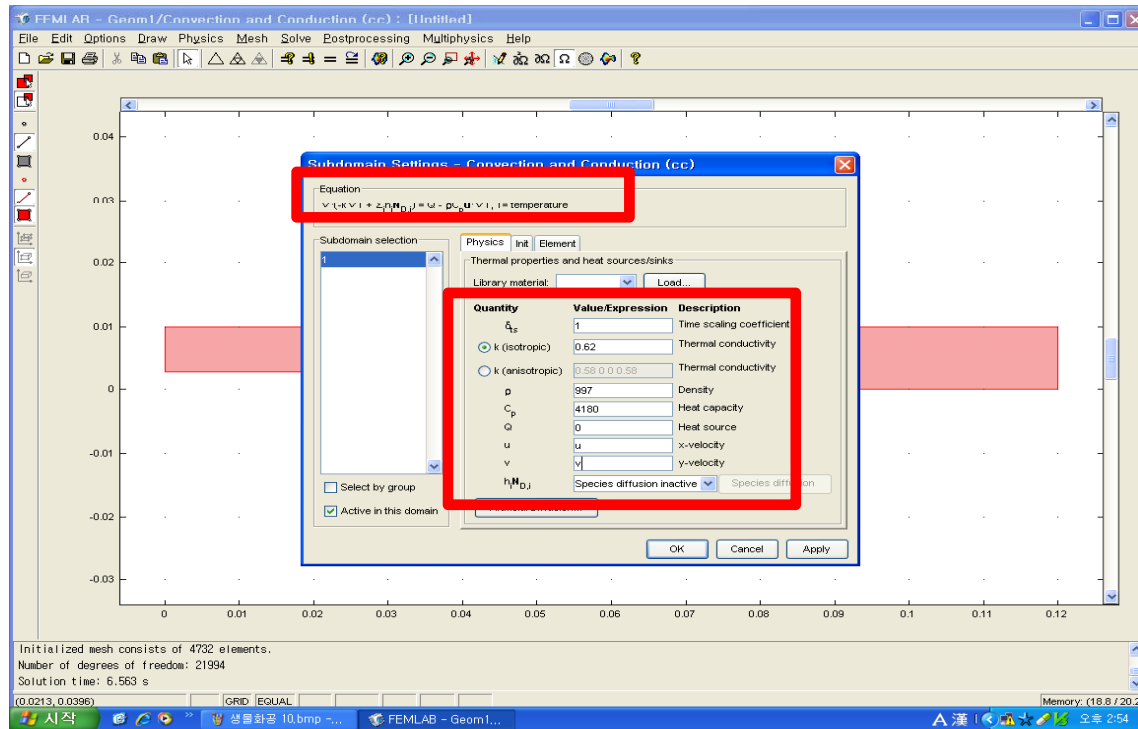 FEMLAB - Geom1/Convection and Conduction (cc) : [Untitled]
File Edit Options Draw Physics Mesh Solve Postprocessing Multiphysics Help
Subdomain Settings - Convection and Conduction (cc)
Equation
∇·(-k∇T + ΣᵢhᵢN_D,i) = Q - ρCₚu·∇T, T= temperature
Subdomain selection
1
Select by group
Active in this domain
Physics Init Element
Thermal properties and heat sources/sinks
Library material: Load...
Quantity Value/Expression Description
δts 1 Time scaling coefficient
k (isotropic) 0.62 Thermal conductivity
k (anisotropic) 0.58 0 0 0.58 Thermal conductivity
ρ 997 Density
Cp 4180 Heat capacity
Q 0 Heat source
u u x-velocity
v v y-velocity
hᵢN_D,i Species diffusion inactive Species diffusion
OK Cancel Apply
0.04
0.03
0.02
0.01
0
-0.01
-0.02
-0.03
0 0.01 0.02 0.03 0.04 0.05 0.06 0.07 0.08 0.09 0.1 0.11 0.12
Initialized mesh consists of 4732 elements.
Number of degrees of freedom: 21994
Solution time: 6.563 s
(0.0213, 0.0396) GRID EQUAL Memory: (18.8 / 20.2
시작 생물화공 10.bmp -... FEMLAB - Geom1... A 漢 오후 2:54